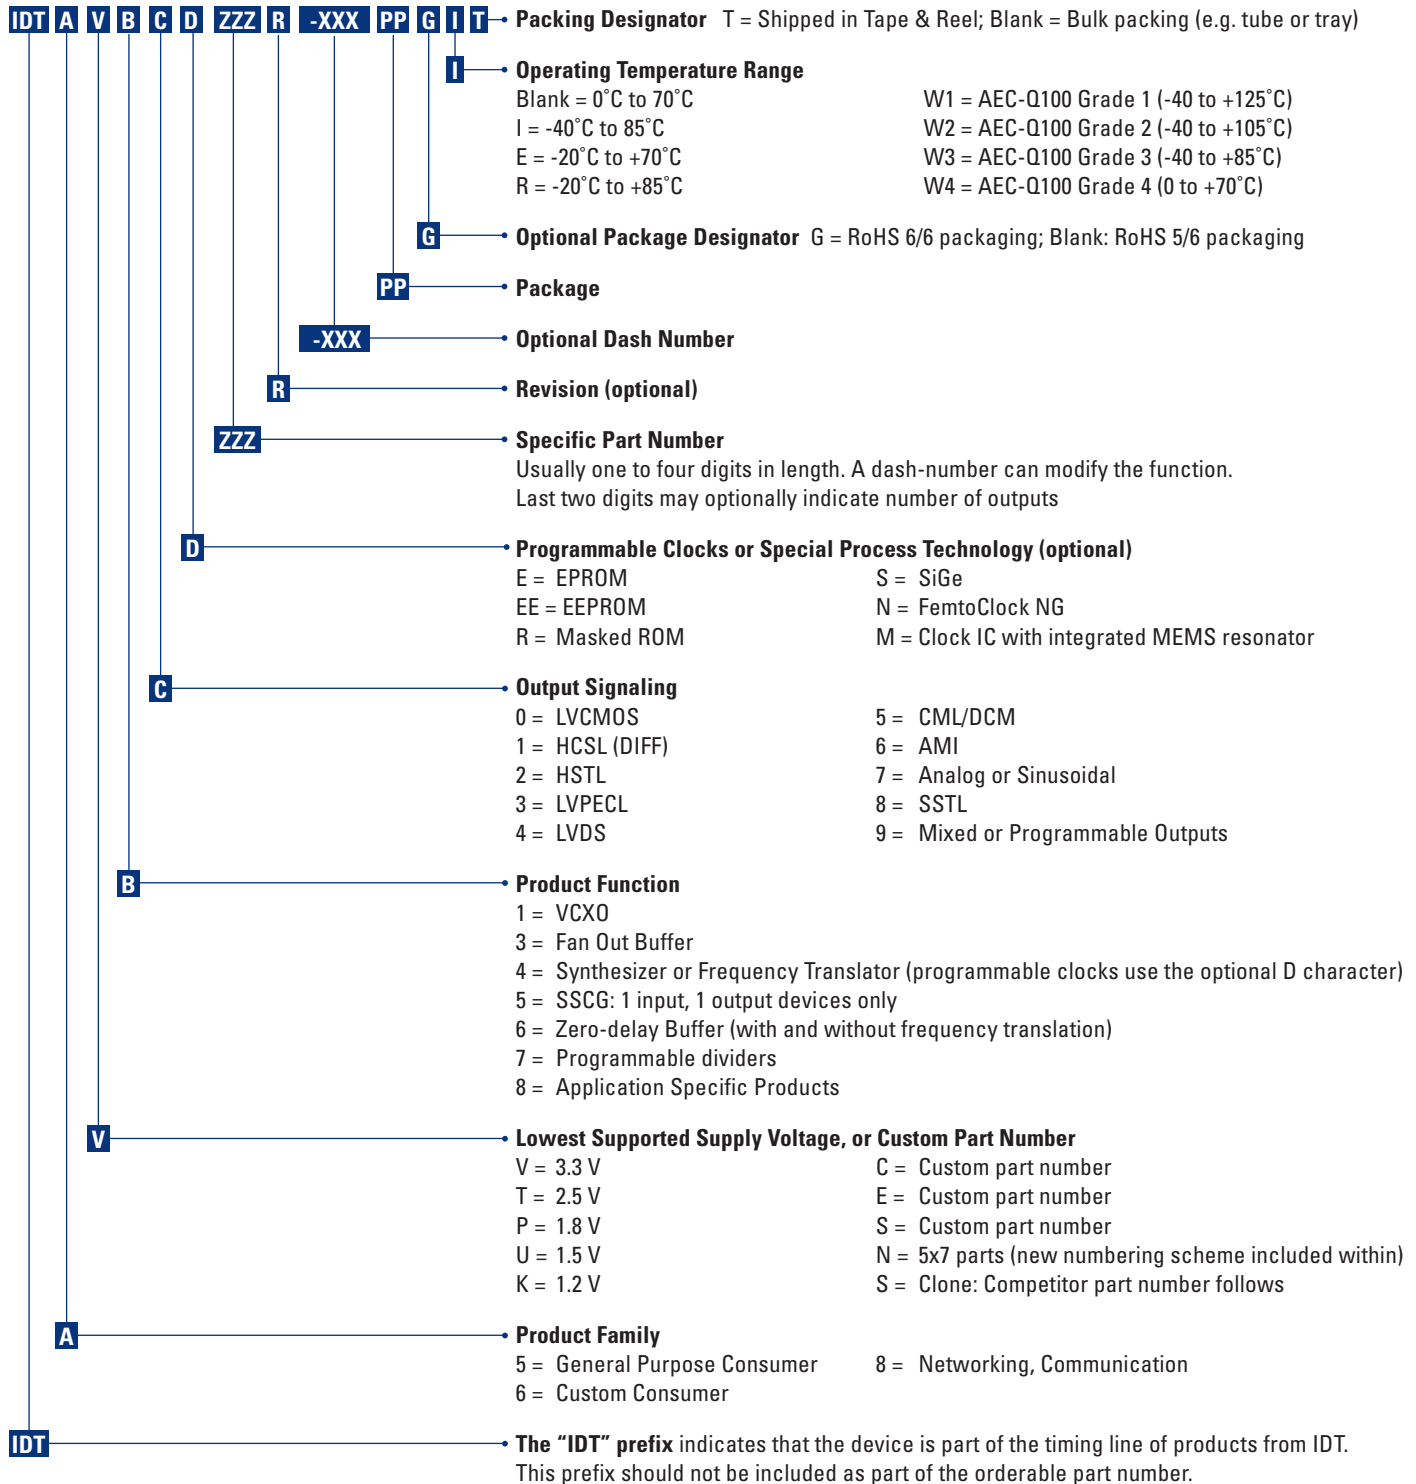 IDT A V B C D ZZZ R -XXX PP G I T Packing Designator T = Shipped in Tape & Reel; Blank = Bulk packing (e.g. tube or tray)
I Operating Temperature Range
Blank = 0˚C to 70˚C W1 = AEC-Q100 Grade 1 (-40 to +125˚C)
I = -40˚C to 85˚C W2 = AEC-Q100 Grade 2 (-40 to +105˚C)
E = -20˚C to +70˚C W3 = AEC-Q100 Grade 3 (-40 to +85˚C)
R = -20˚C to +85˚C W4 = AEC-Q100 Grade 4 (0 to +70˚C)
G Optional Package Designator G = RoHS 6/6 packaging; Blank: RoHS 5/6 packaging
PP Package
-XXX Optional Dash Number
R Revision (optional)
ZZZ Specific Part Number
Usually one to four digits in length. A dash-number can modify the function.
Last two digits may optionally indicate number of outputs
D Programmable Clocks or Special Process Technology (optional)
E = EPROM S = SiGe
EE = EEPROM N = FemtoClock NG
R = Masked ROM M = Clock IC with integrated MEMS resonator
C Output Signaling
0 = LVCMOS 5 = CML/DCM
1 = HCSL (DIFF) 6 = AMI
2 = HSTL 7 = Analog or Sinusoidal
3 = LVPECL 8 = SSTL
4 = LVDS 9 = Mixed or Programmable Outputs
B Product Function
1 = VCXO
3 = Fan Out Buffer
4 = Synthesizer or Frequency Translator (programmable clocks use the optional D character)
5 = SSCG: 1 input, 1 output devices only
6 = Zero-delay Buffer (with and without frequency translation)
7 = Programmable dividers
8 = Application Specific Products
V Lowest Supported Supply Voltage, or Custom Part Number
V = 3.3 V C = Custom part number
T = 2.5 V E = Custom part number
P = 1.8 V S = Custom part number
U = 1.5 V N = 5x7 parts (new numbering scheme included within)
K = 1.2 V S = Clone: Competitor part number follows
A Product Family
5 = General Purpose Consumer 8 = Networking, Communication
6 = Custom Consumer
IDT The “IDT” prefix indicates that the device is part of the timing line of products from IDT.
This prefix should not be included as part of the orderable part number.